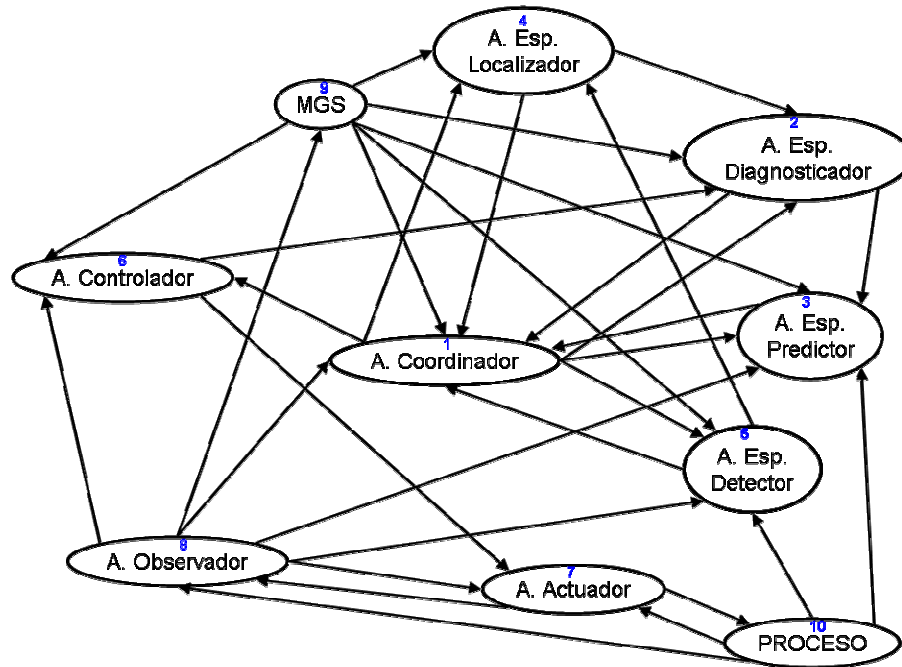 4
A. Esp.
Localizador
9
MGS
2
A. Esp.
Diagnosticador
6
A. Controlador
3
A. Esp.
Predictor
1
A. Coordinador
5
A. Esp.
Detector
8
A. Observador
7
A. Actuador
10
PROCESO